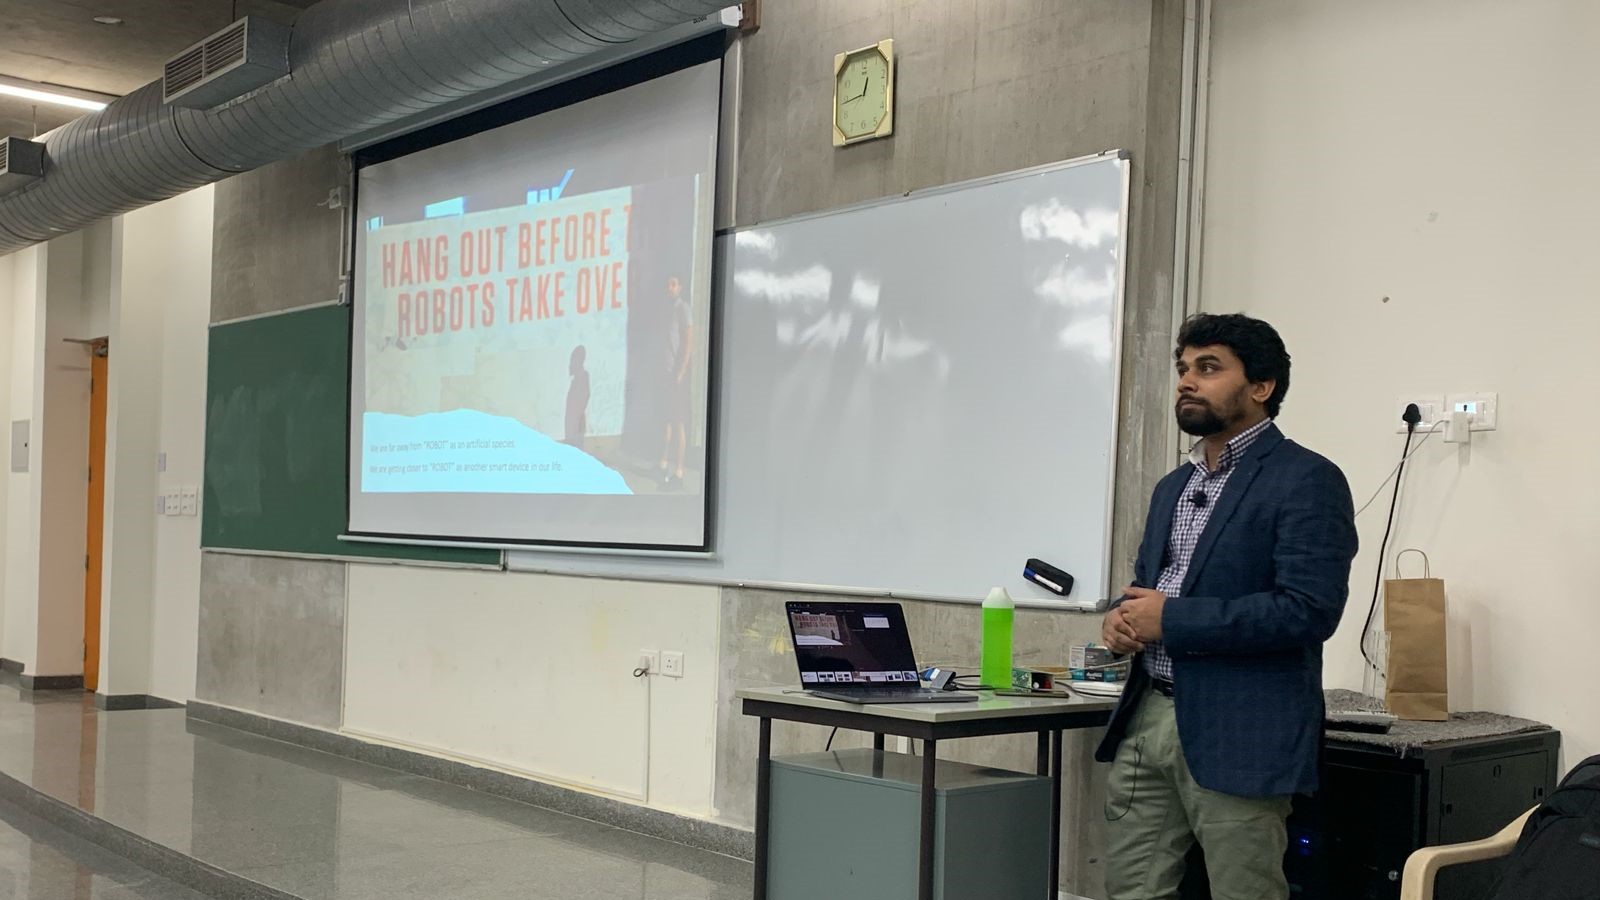 HANG OUT BEFORE T
ROBOTS TAKE OVE
We are far away from "ROBOT" as an artificial species.
We are getting closer to "ROBOT" as another smart device in our life.